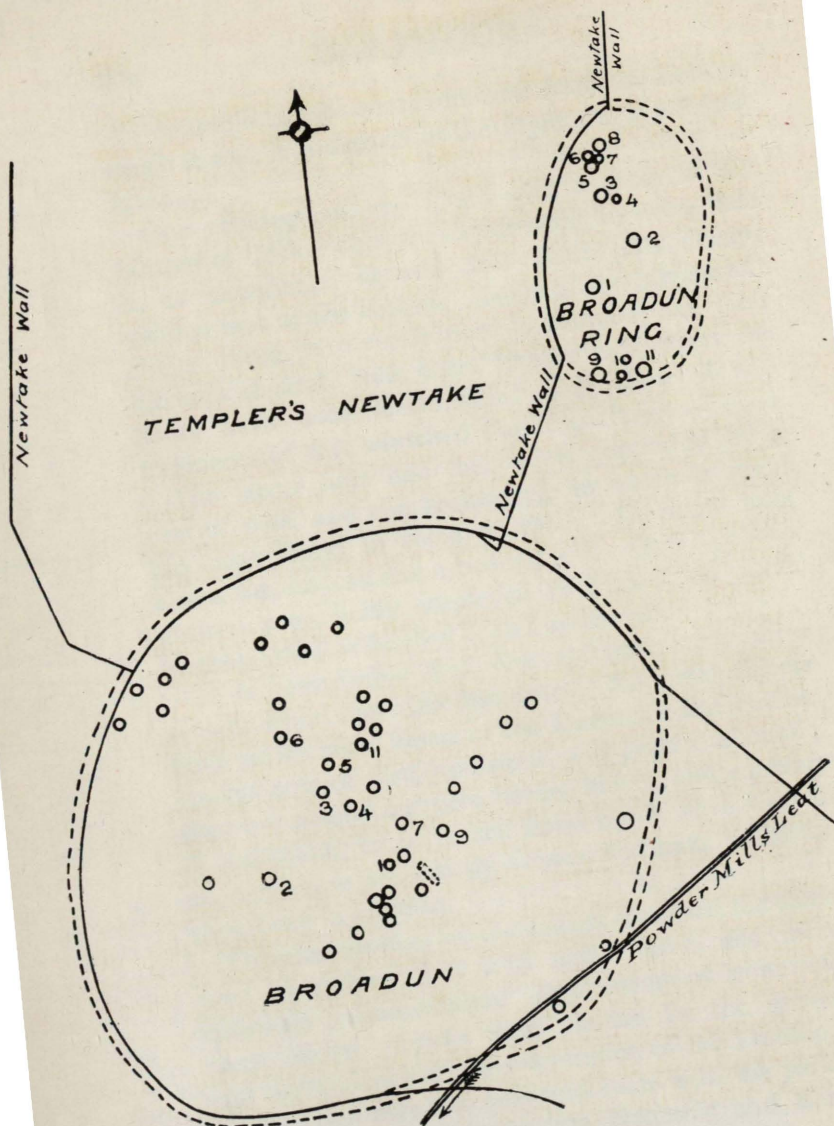 Newtake
Wall
8
6 7
5
3
4
2
1
BROADUN
RING
9 10 11
Newtake Wall
Newtake Wall
TEMPLER'S NEWTAKE
6
11
5
1
3 4
7 9
10
2
Powder Mills Leat
BROADUN